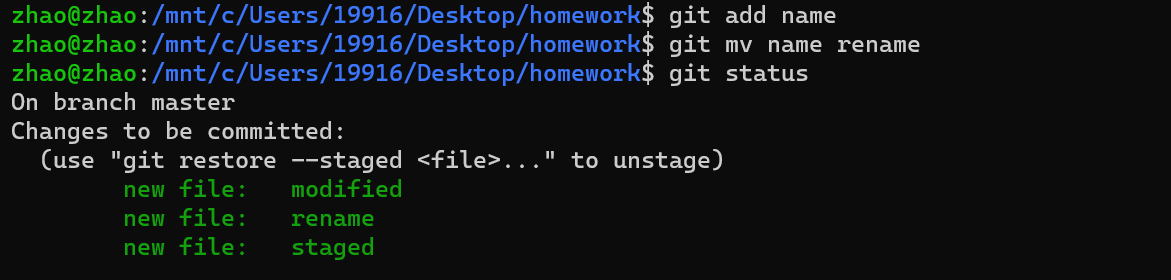 zhao@zhao:/mnt/c/Users/19916/Desktop/homework$ git add name
zhao@zhao:/mnt/c/Users/19916/Desktop/homework$ git mv name rename
zhao@zhao:/mnt/c/Users/19916/Desktop/homework$ git status
On branch master
Changes to be committed:
  (use "git restore --staged <file>..." to unstage)
        new file:   modified
        new file:   rename
        new file:   staged